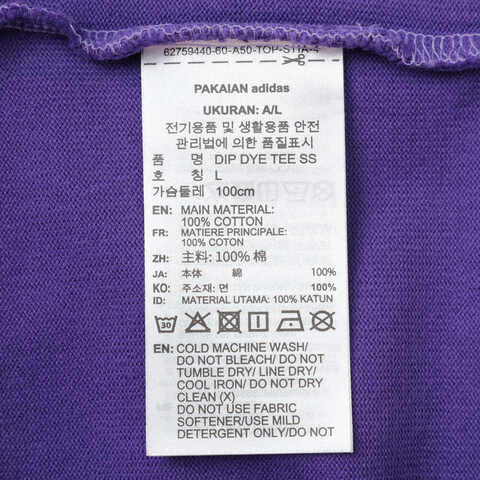 62759440-60-A50-TOP-S11A-4
PAKAIAN adidas
UKURAN: A/L
전기용품 및 생활용품 안전
관리법에 의한 품질표시
품 명 DIP DYE TEE SS
호 칭 L
가슴둘레 100cm
EN: MAIN MATERIAL:
100% COTTON
FR: MATIERE PRINCIPALE:
100% COTON
ZH: 主料: 100% 棉
JA: 本体 綿 100%
KO: 주소재: 면 100%
ID: MATERIAL UTAMA: 100% KATUN
30
EN: COLD MACHINE WASH/
DO NOT BLEACH/ DO NOT
TUMBLE DRY/ LINE DRY/
COOL IRON/ DO NOT DRY
CLEAN (X)
DO NOT USE FABRIC
SOFTENER/USE MILD
DETERGENT ONLY/DO NOT